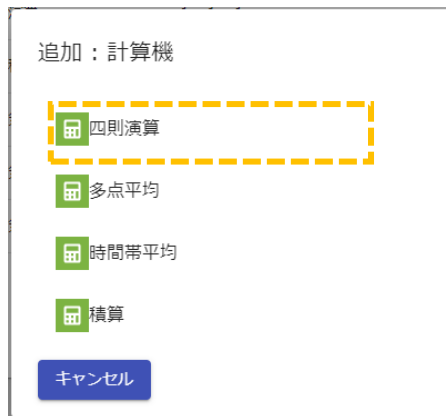 追加：計算機
四則演算
多点平均
時間帯平均
積算
キャンセル